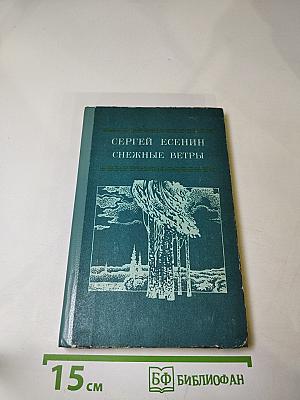 СЕРГЕЙ ЕСЕНИН
СНЕЖНЫЕ ВЕТРЫ
15 см
БФ БИБЛИОФАН